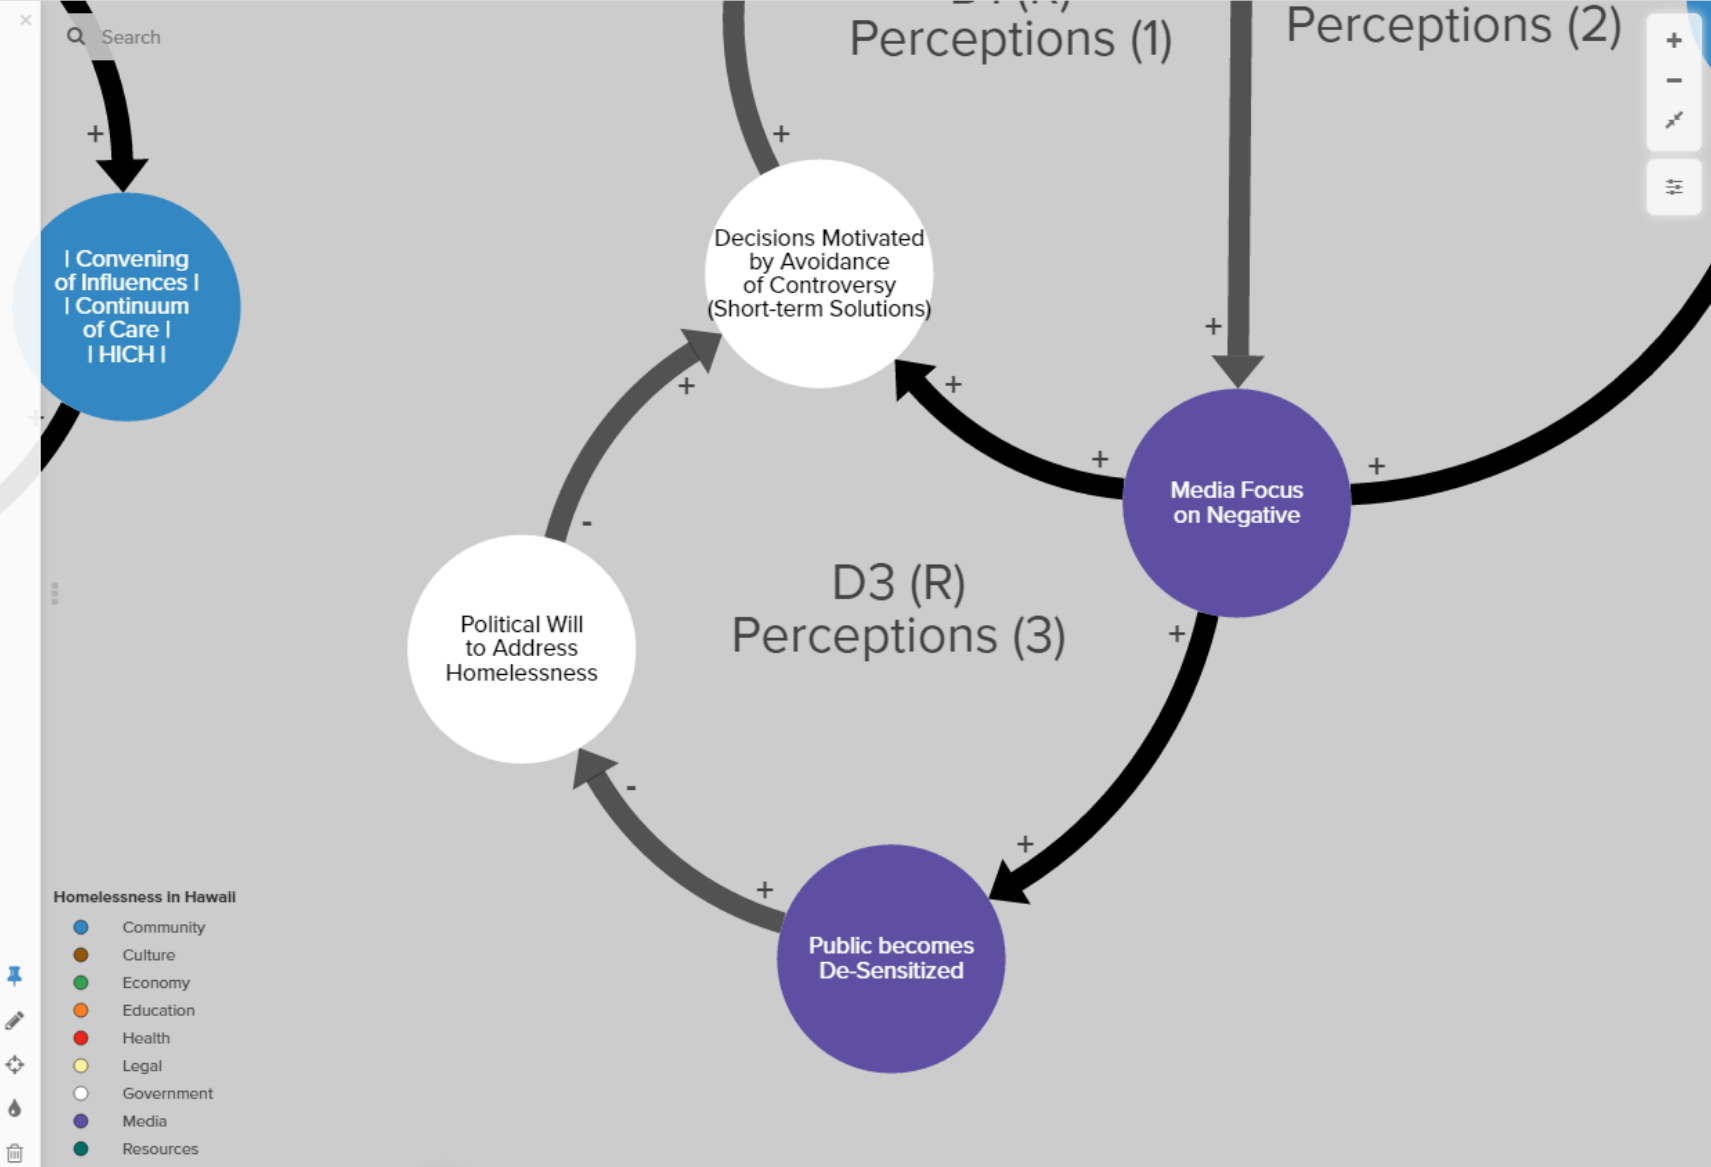 Search
Perceptions (1)
Perceptions (2)
+
+
| Convening
of Influences |
| Continuum
of Care |
| HICH |
Decisions Motivated
by Avoidance
of Controversy
(Short-term Solutions)
+
+
+
+
+
-
Media Focus
on Negative
D3 (R)
Perceptions (3)
Political Will
to Address
Homelessness
+
-
+
+
Public becomes
De-Sensitized
Homelessness in Hawaii
Community
Culture
Economy
Education
Health
Legal
Government
Media
Resources